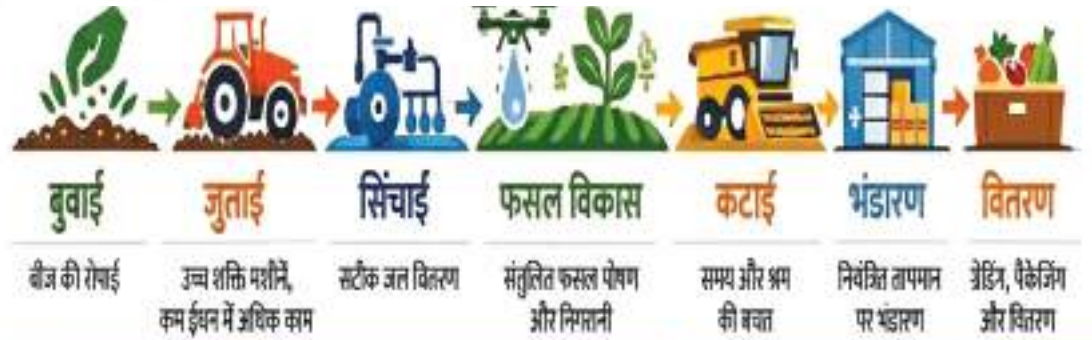 बुवाई
बीज की रोपाई
जुताई
उच्च शक्ति मशीनें,
कम ईंधन में अधिक काम
सिंचाई
सटीक जल वितरण
फसल विकास
संतुलित फसल पोषण
और निगरानी
कटाई
समय और श्रम
की बचत
भंडारण
नियंत्रित तापमान
पर भंडारण
वितरण
ग्रेडिंग, पैकेजिंग
और वितरण